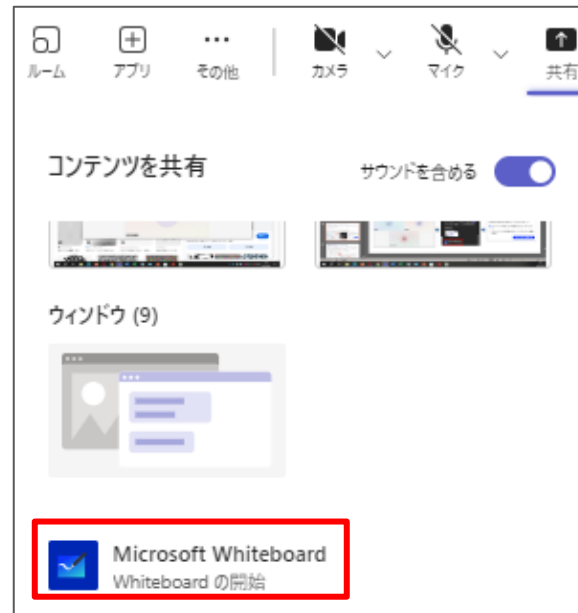 ルーム アプリ その他 カメラ マイク 共有
コンテンツを共有 サウンドを含める
ウィンドウ (9)
Microsoft Whiteboard
Whiteboard の開始